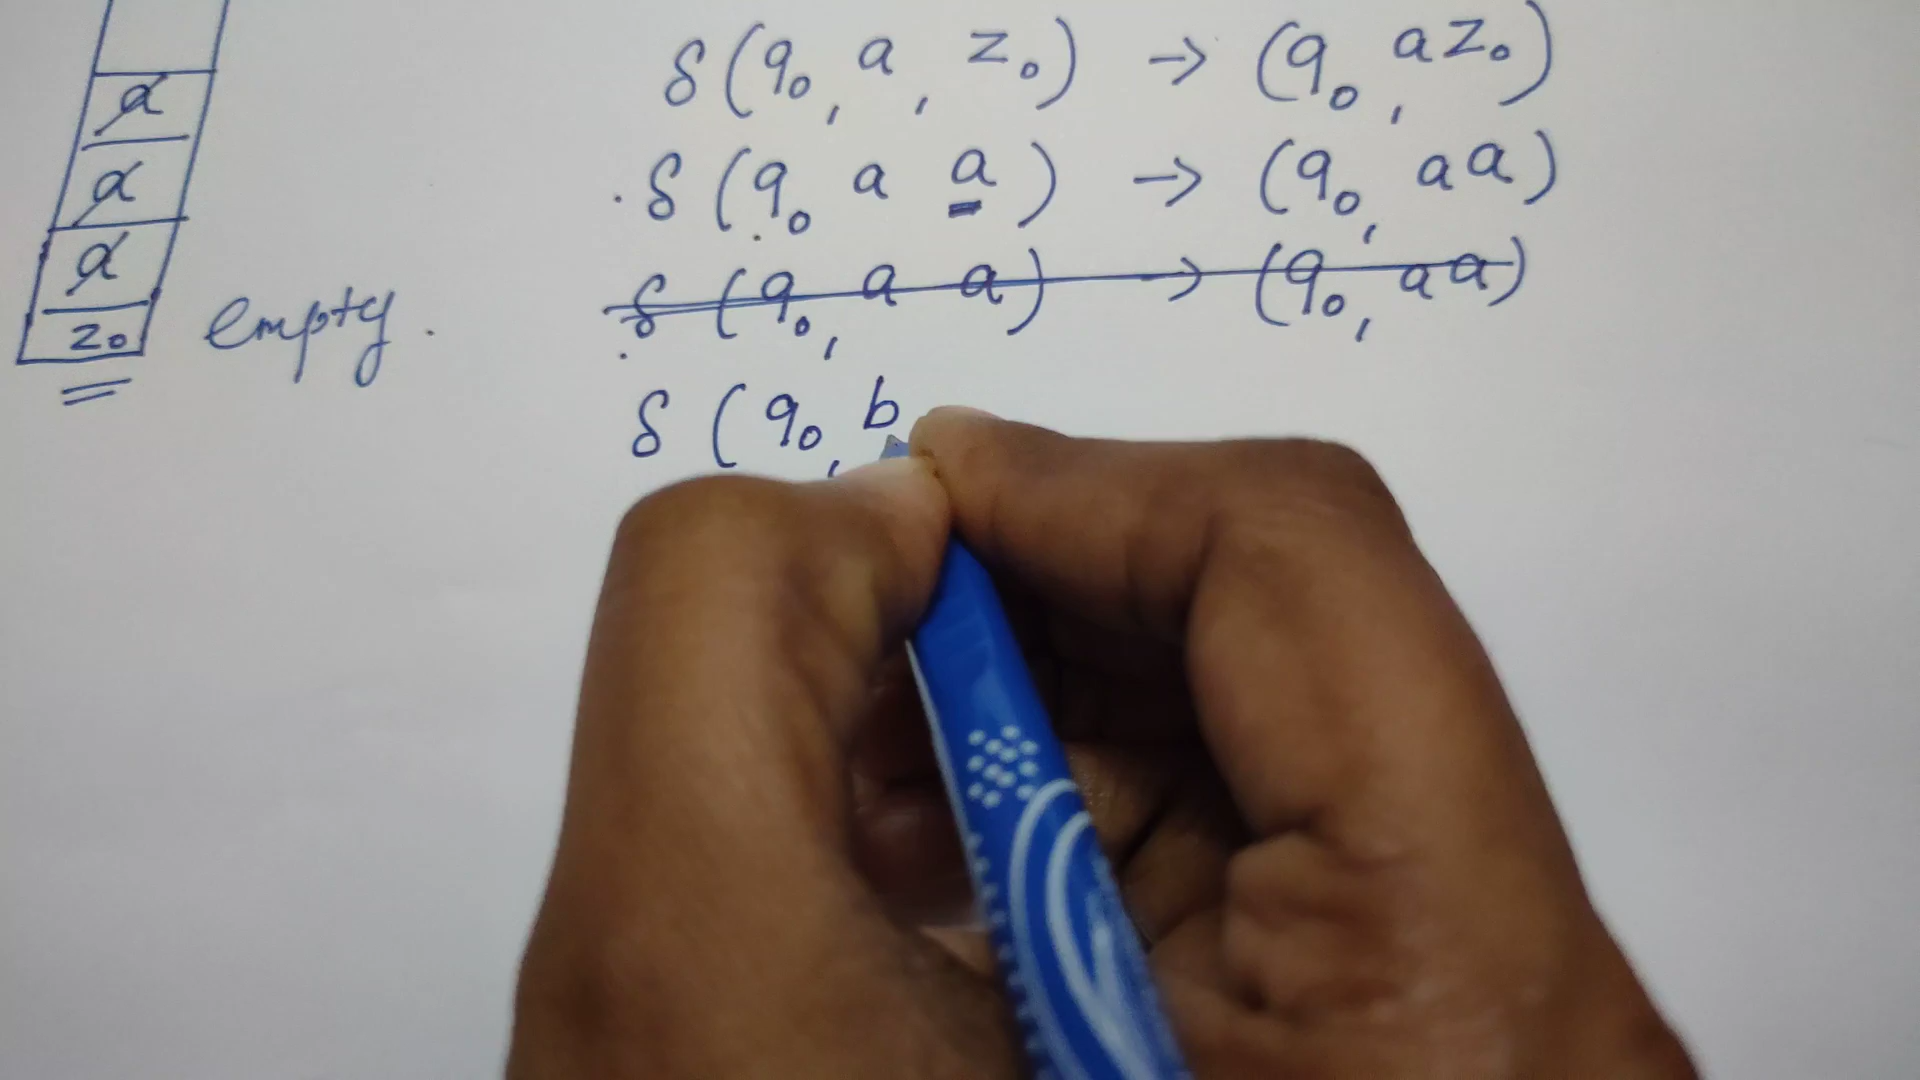 δ(q₀, a, z₀) → (q₀, az₀)
δ(q₀ a a) → (q₀, aa)
δ(q₀, a a) → (q₀, aa)
δ(q₀, b
a
a
a
z₀
empty.